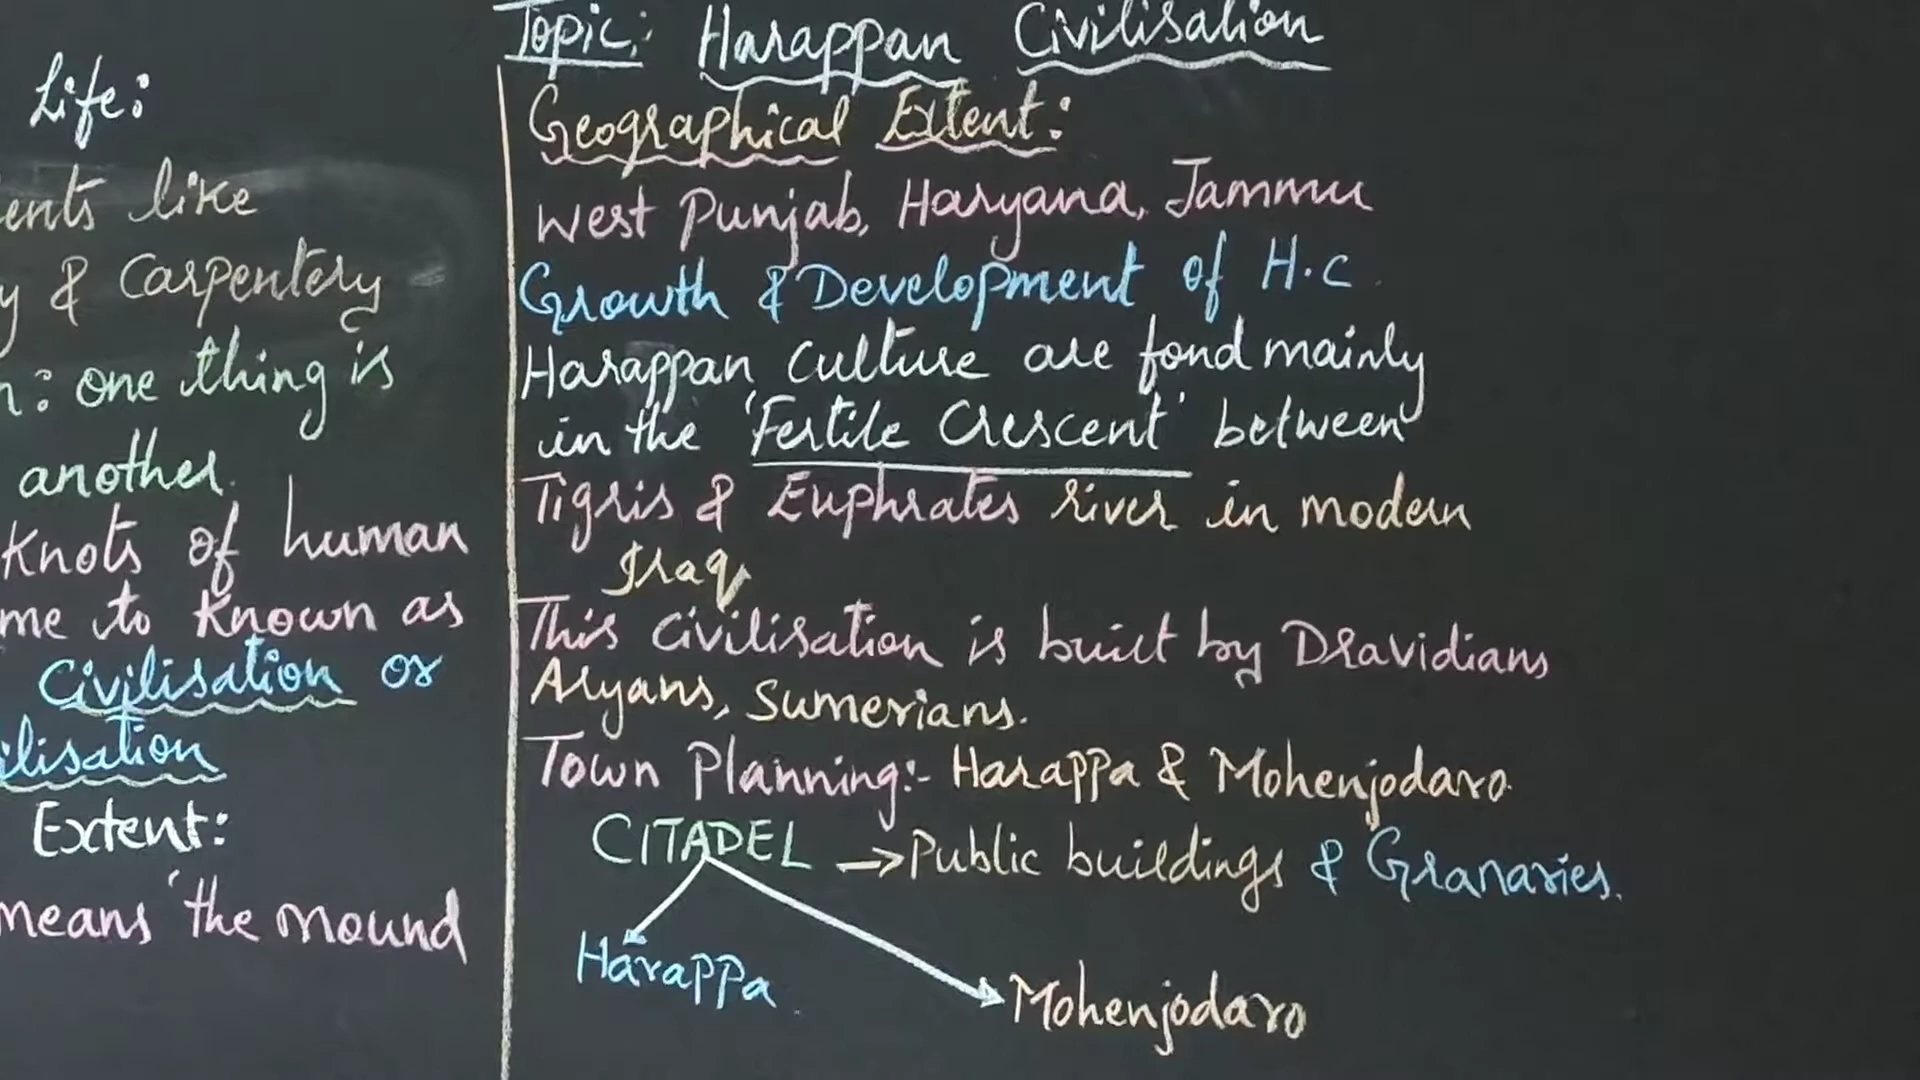 Life:
ents like
y & Carpentery
n: one thing is
another.
Knots of human
me to known as
Civilisation or
ilisation
Extent:
means 'the mound
Topic: Harappan Civilisation
Geographical Extent:
West Punjab, Haryana, Jammu
Growth & Development of H.C.
Harappan Culture are fond mainly
in the 'Fertile Crescent' between
Tigris & Euphrates river in modern
Iraq
This Civilisation is built by Dravidians
Aryans, Sumerians.
Town Planning:- Harappa & Mohenjodaro.
CITADEL → Public buildings & Granaries.
Harappa
Mohenjodaro